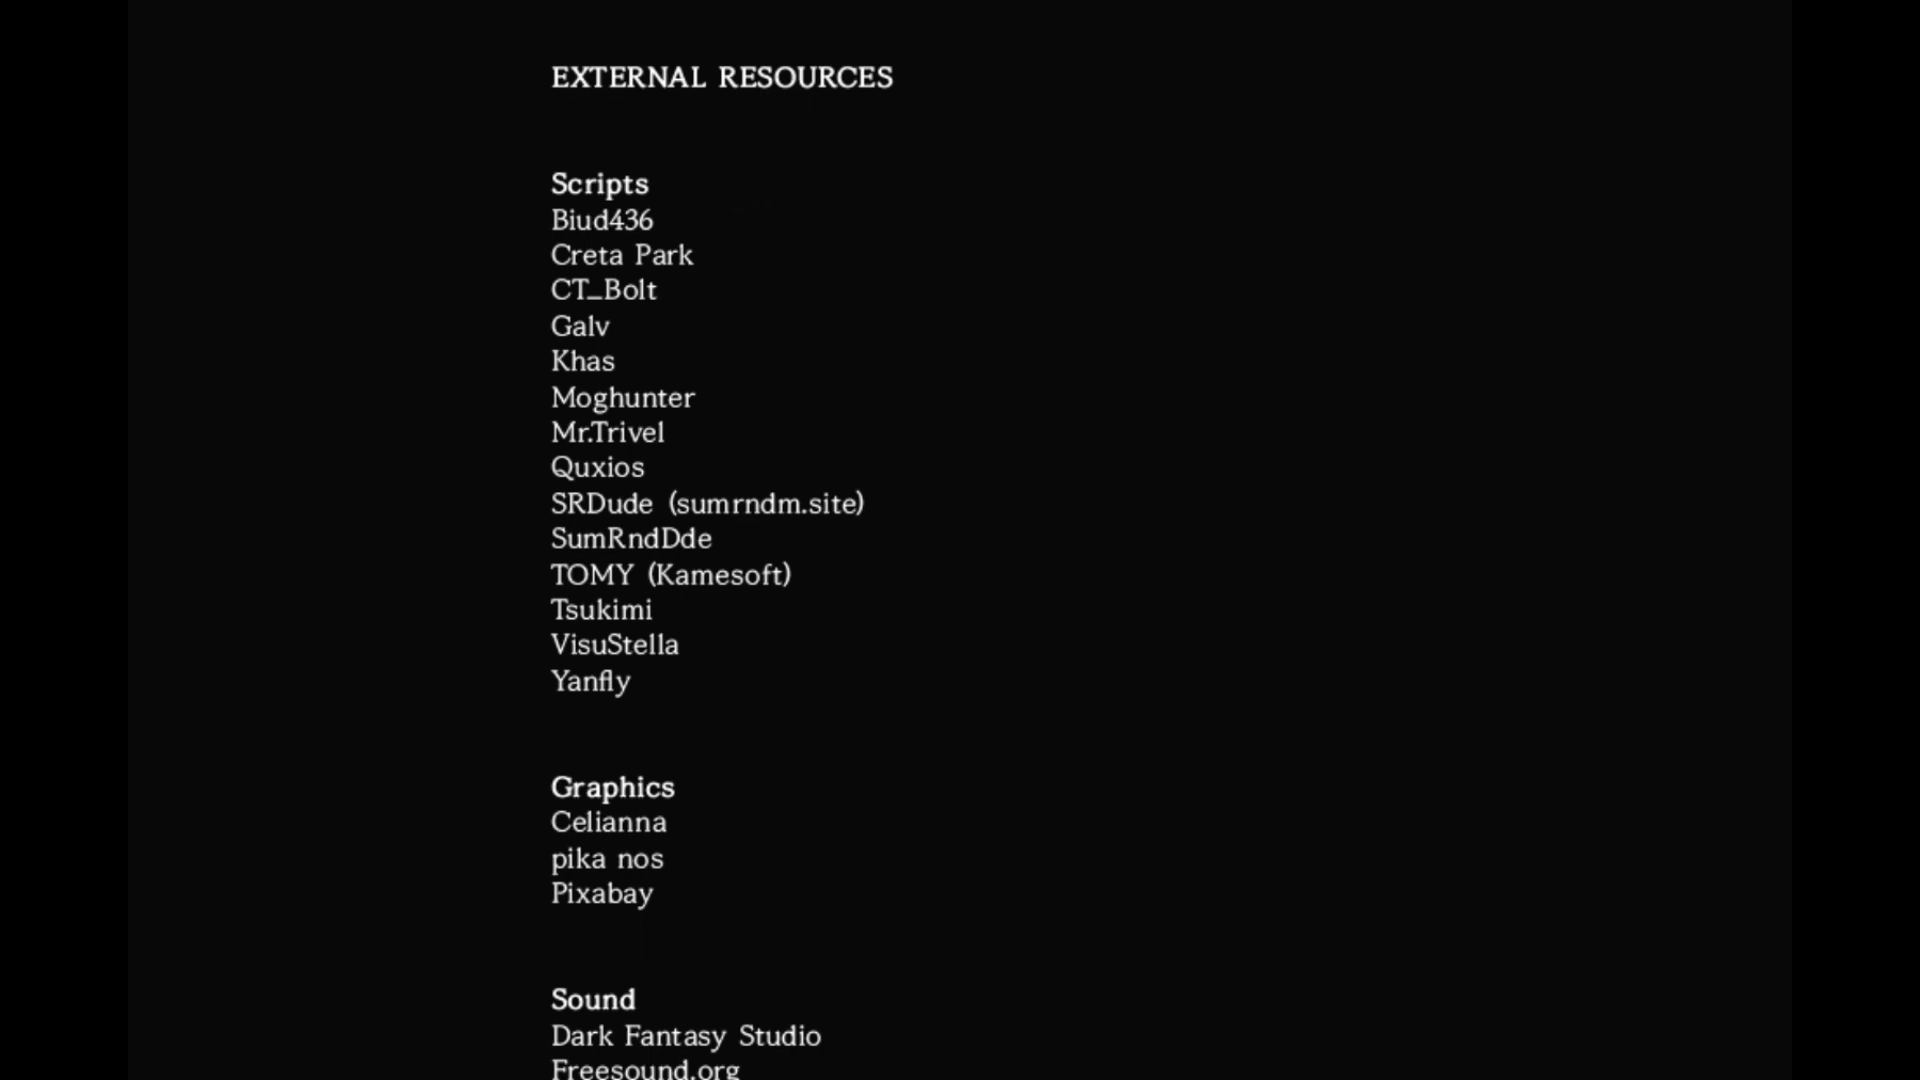 EXTERNAL RESOURCES
Scripts
Biud436
Creta Park
CT_Bolt
Galv
Khas
Moghunter
Mr.Trivel
Quxios
SRDude (sumrndm.site)
SumRndDde
TOMY (Kamesoft)
Tsukimi
VisuStella
Yanfly
Graphics
Celianna
pika nos
Pixabay
Sound
Dark Fantasy Studio
Freesound.org